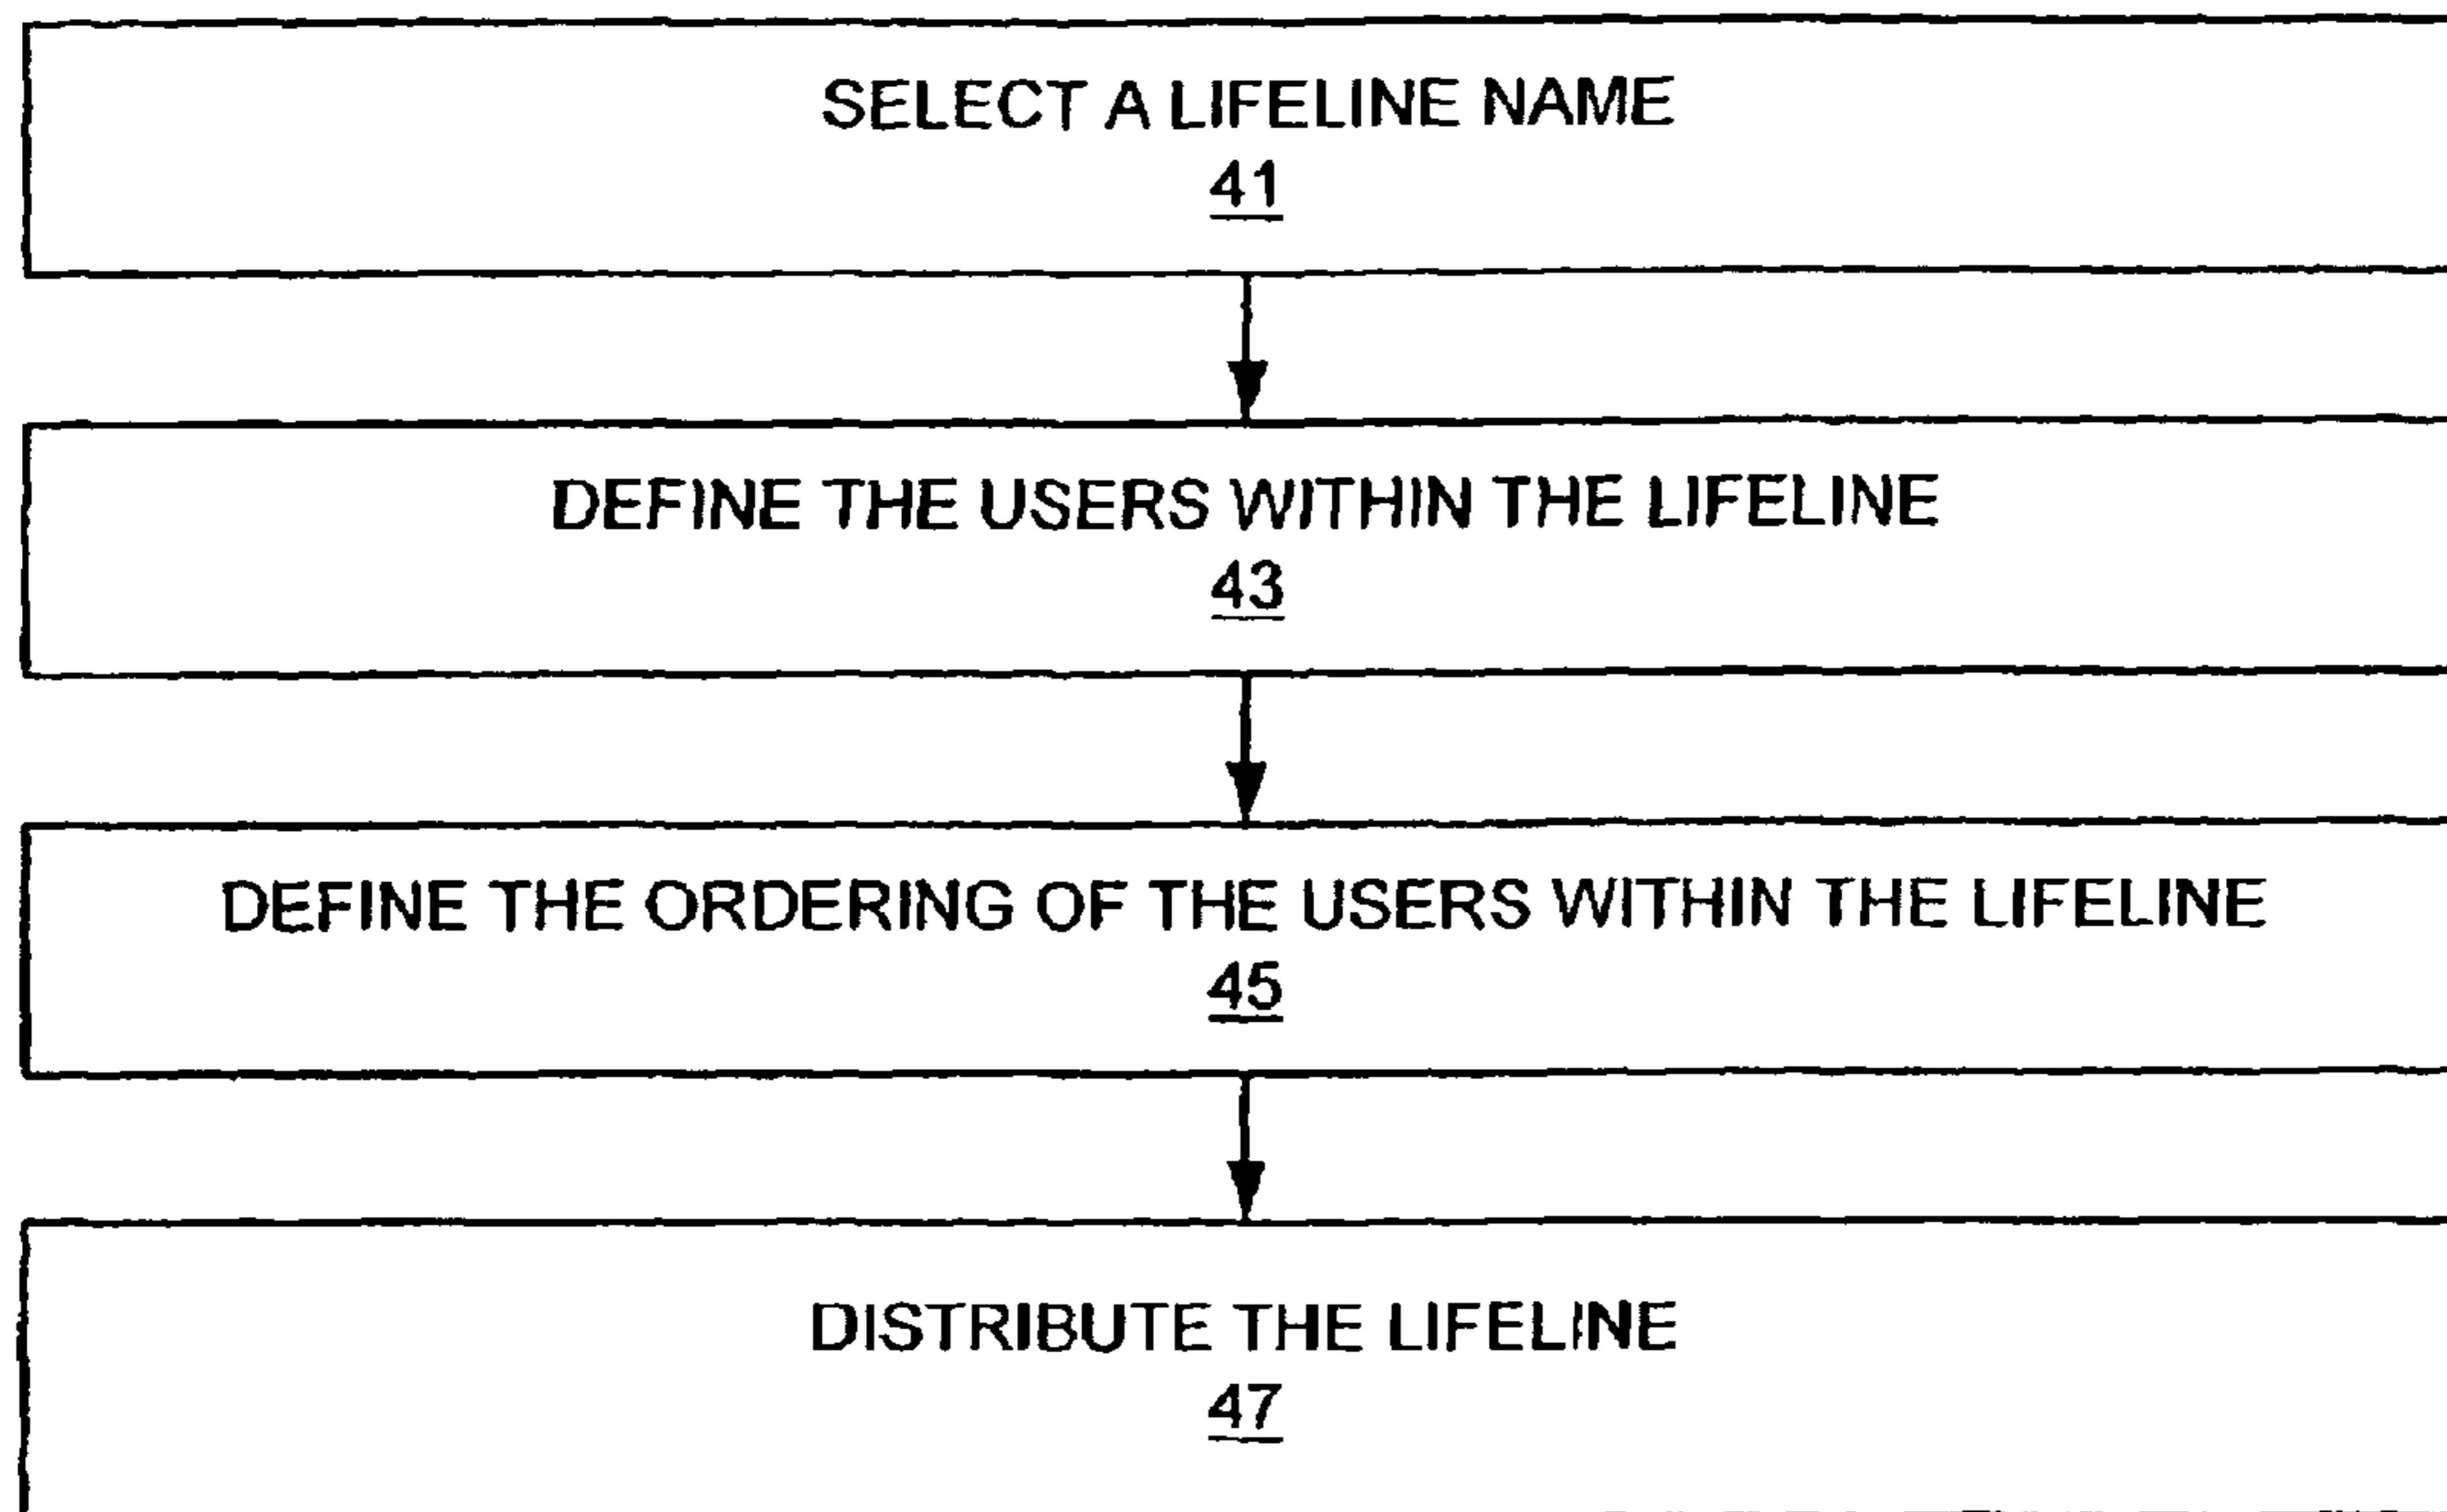 SELECT A LIFELINE NAME
41
DEFINE THE USERS WITHIN THE LIFELINE
43
DEFINE THE ORDERING OF THE USERS WITHIN THE LIFELINE
45
DISTRIBUTE THE LIFELINE
47